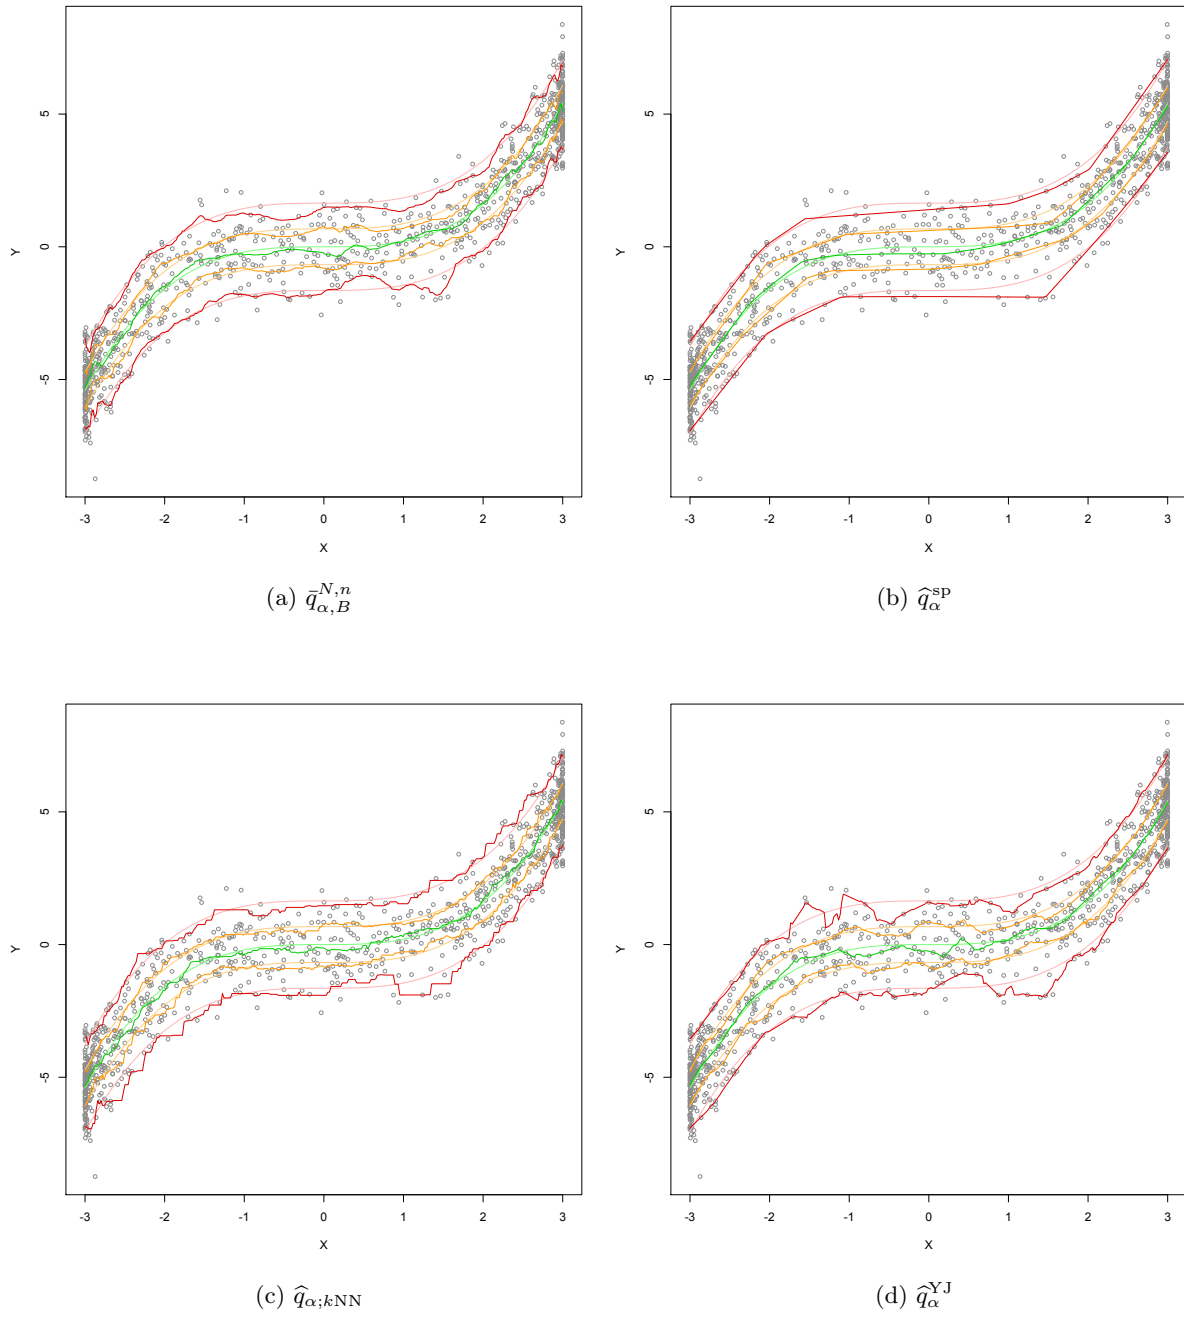 5
0
-5
Y
-3 -2 -1 0 1 2 3
X
(a) q̄^{N,n}_{α,B}
5
0
-5
Y
-3 -2 -1 0 1 2 3
X
(b) q̂^{sp}_α
5
0
-5
Y
-3 -2 -1 0 1 2 3
X
(c) q̂_{α;kNN}
5
0
-5
Y
-3 -2 -1 0 1 2 3
X
(d) q̂^{YJ}_α